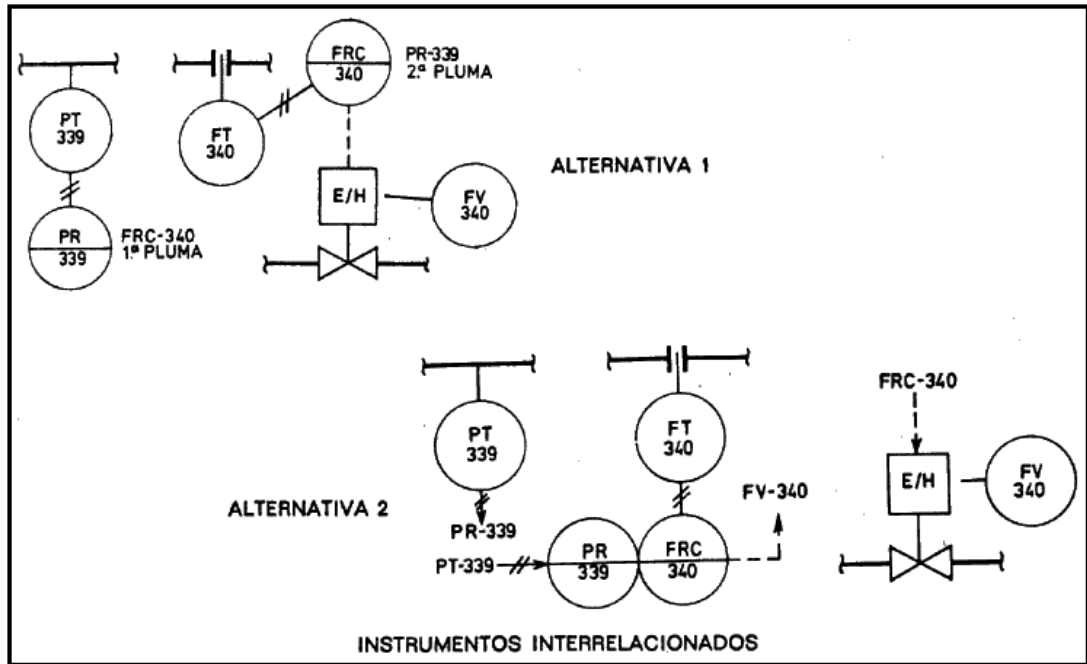 FRC
340
PR-339
2.ª PLUMA
PT
339
FT
340
E/H
FV
340
ALTERNATIVA 1
PR
339
FRC-340
1.ª PLUMA
PT
339
FT
340
FRC-340
E/H
FV
340
ALTERNATIVA 2
PR-339
FV-340
PT-339
PR
339
FRC
340
INSTRUMENTOS INTERRELACIONADOS